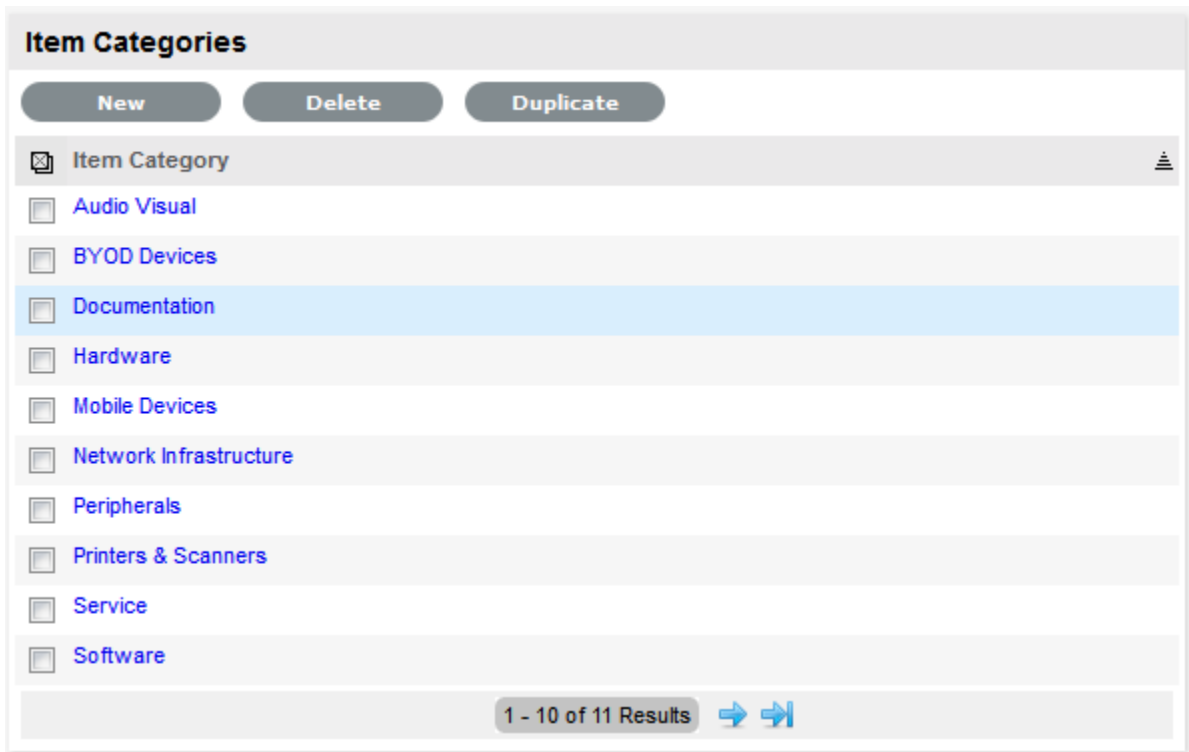 Item Categories
New Delete Duplicate
Item Category
Audio Visual
BYOD Devices
Documentation
Hardware
Mobile Devices
Network Infrastructure
Peripherals
Printers & Scanners
Service
Software
1 - 10 of 11 Results